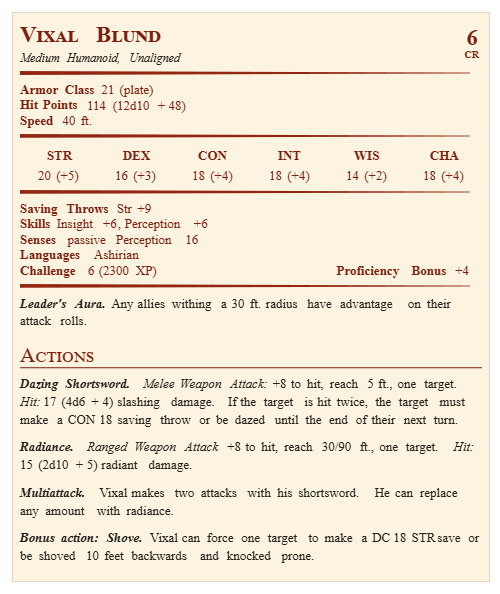 Vixal Blund
6
CR
Medium Humanoid, Unaligned
Armor Class 21 (plate)
Hit Points 114 (12d10 + 48)
Speed 40 ft.
STR DEX CON INT WIS CHA
20 (+5) 16 (+3) 18 (+4) 18 (+4) 14 (+2) 18 (+4)
Saving Throws Str +9
Skills Insight +6, Perception +6
Senses passive Perception 16
Languages Ashirian
Challenge 6 (2300 XP) Proficiency Bonus +4
Leader's Aura. Any allies withing a 30 ft. radius have advantage on their
attack rolls.
Actions
Dazing Shortsword. Melee Weapon Attack: +8 to hit, reach 5 ft., one target.
Hit: 17 (4d6 + 4) slashing damage. If the target is hit twice, the target must
make a CON 18 saving throw or be dazed until the end of their next turn.
Radiance. Ranged Weapon Attack +8 to hit, reach 30/90 ft., one target. Hit:
15 (2d10 + 5) radiant damage.
Multiattack. Vixal makes two attacks with his shortsword. He can replace
any amount with radiance.
Bonus action: Shove. Vixal can force one target to make a DC 18 STR save or
be shoved 10 feet backwards and knocked prone.